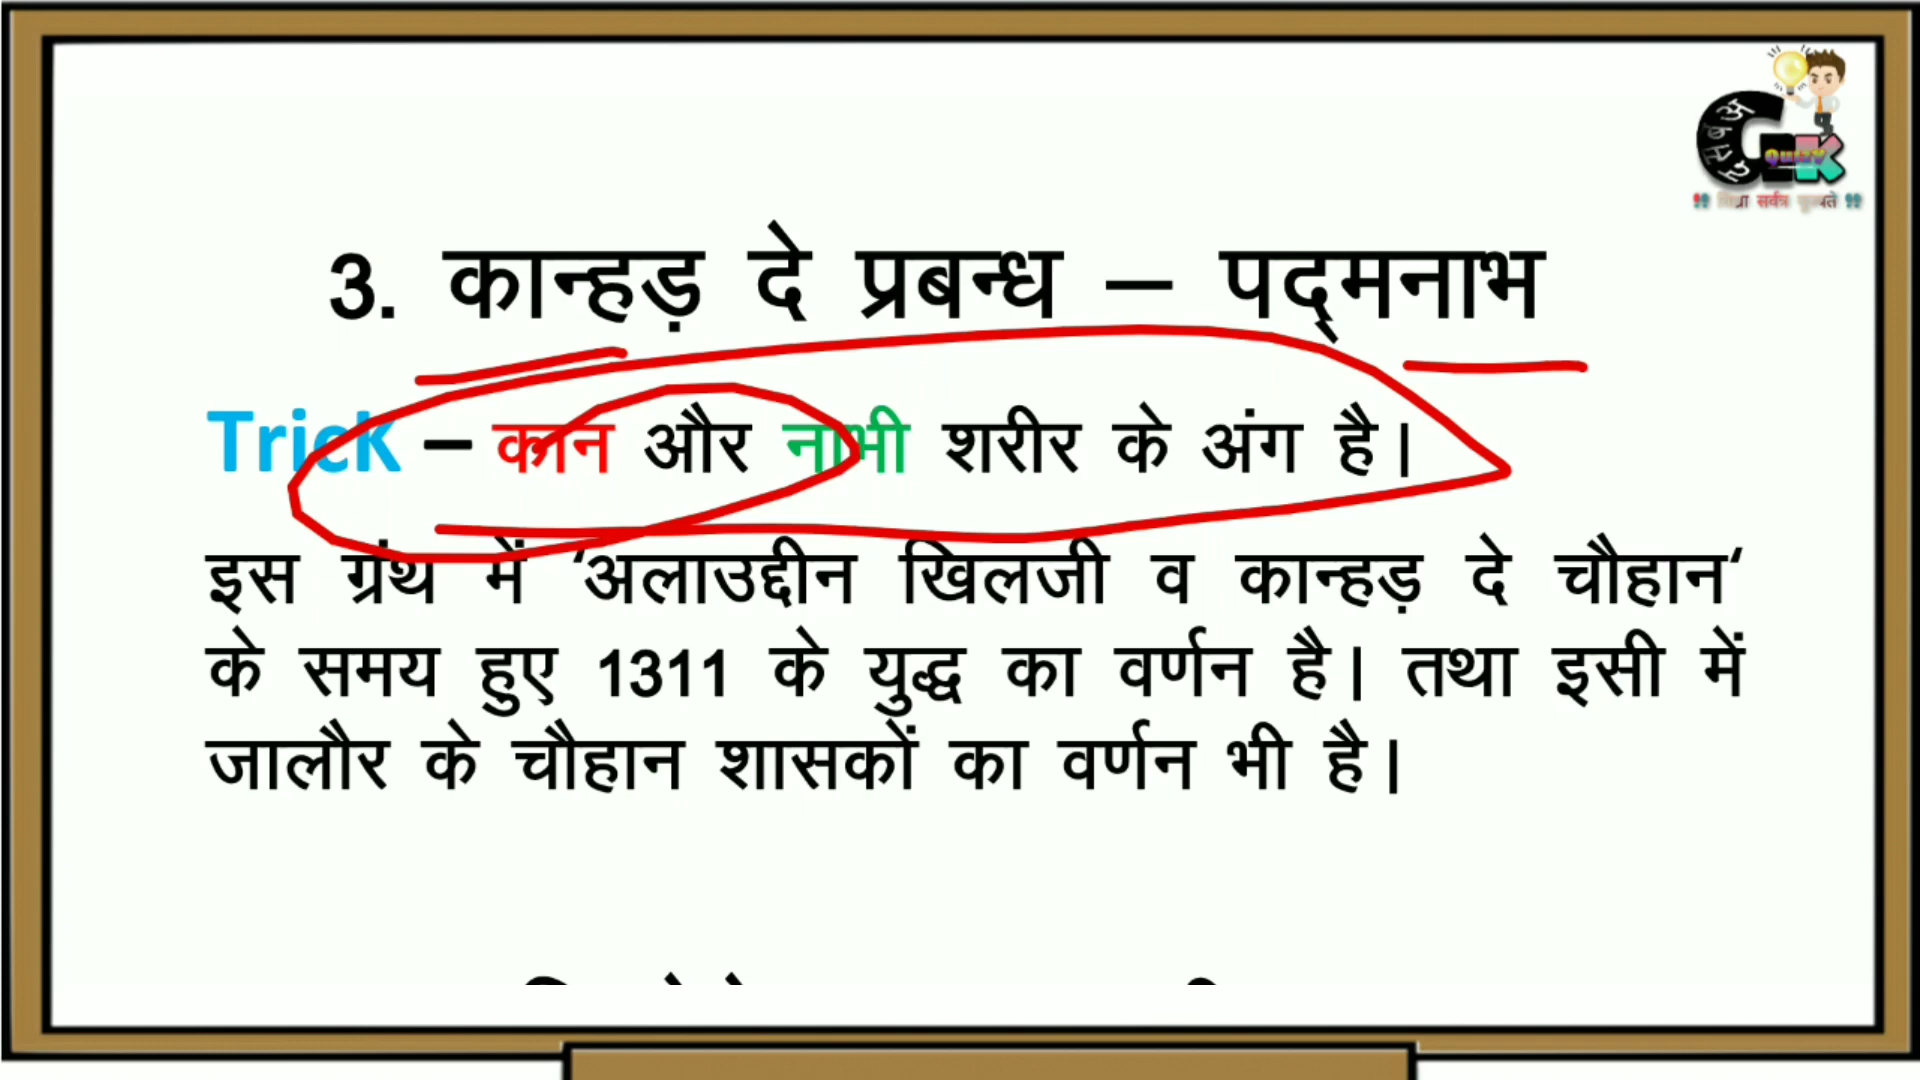 3. कान्हड़ दे प्रबन्ध – पद्मनाभ
TricK – कान और नाभी शरीर के अंग है।
इस ग्रंथ में ‘अलाउद्दीन खिलजी व कान्हड़ दे चौहान‘
के समय हुए 1311 के युद्ध का वर्णन है। तथा इसी में
जालौर के चौहान शासकों का वर्णन भी है।